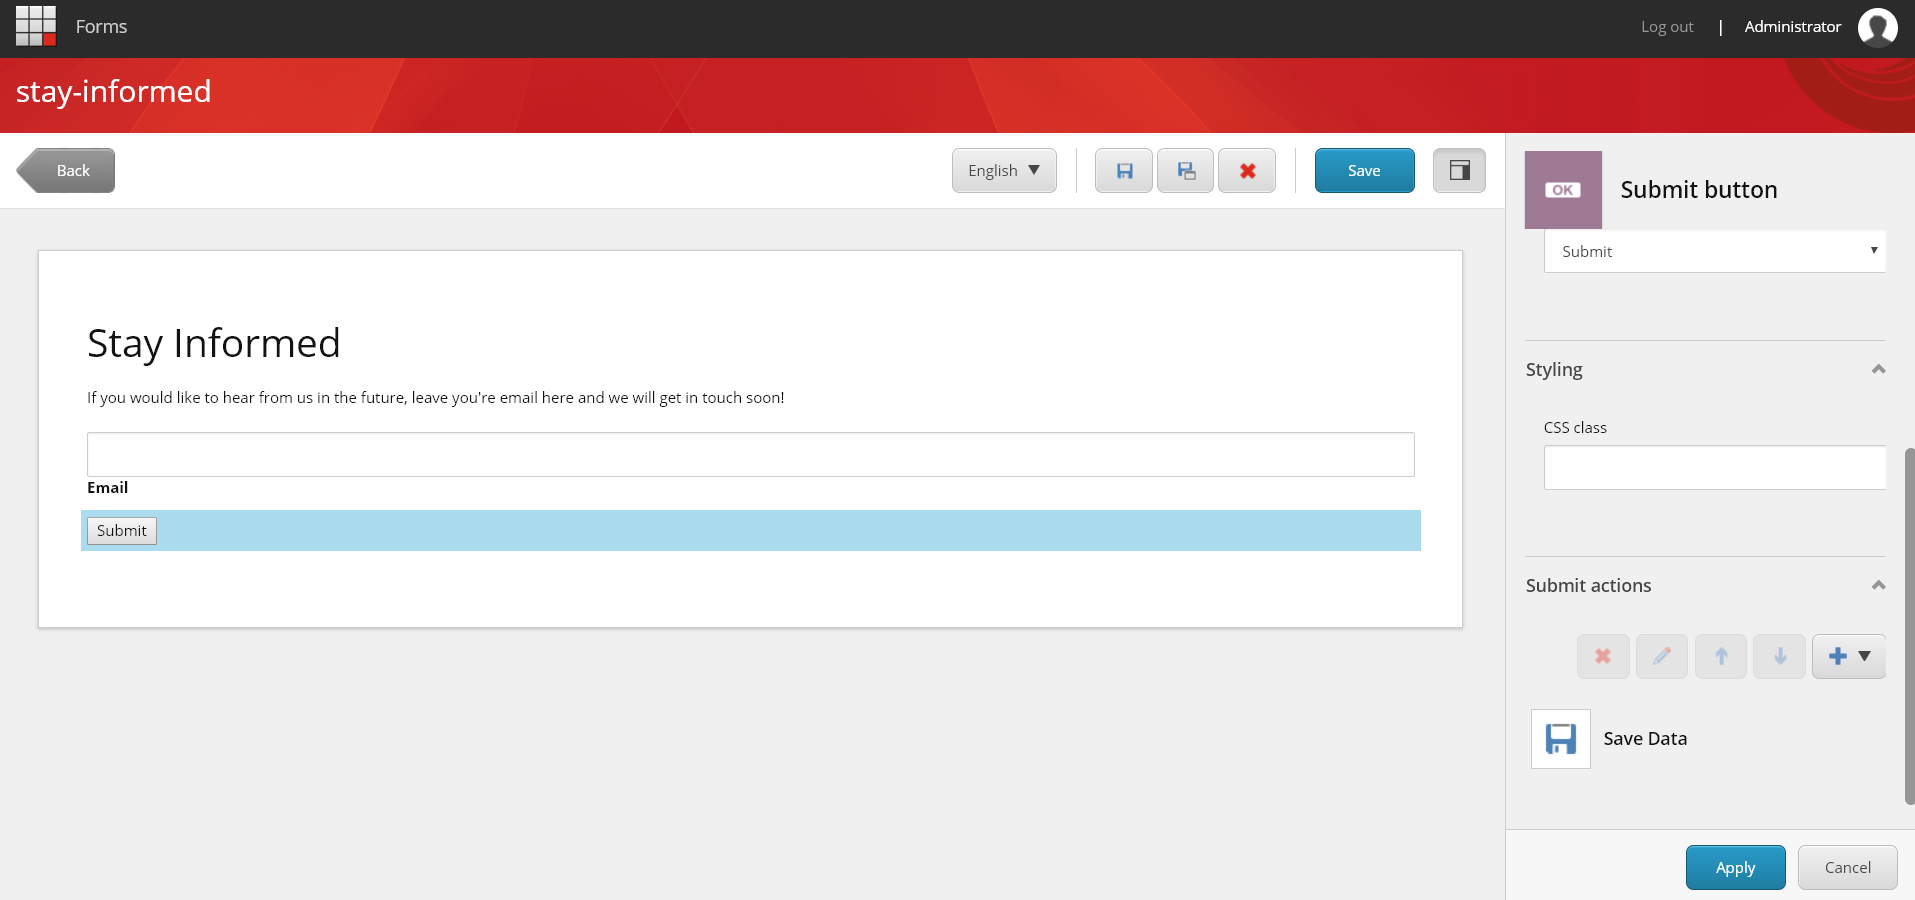 Forms
Log out | Administrator
stay-informed
Back
English
Save
Stay Informed
If you would like to hear from us in the future, leave you're email here and we will get in touch soon!
Email
Submit
OK
Submit button
Submit
Styling
CSS class
Submit actions
Save Data
Apply
Cancel